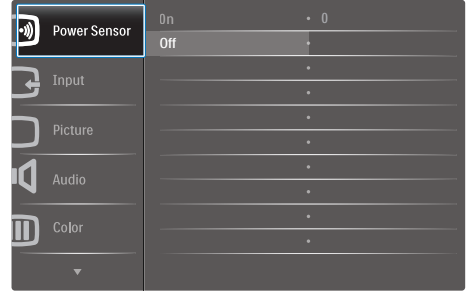 Power Sensor
On • 0
Off •
Input
Picture
Audio
Color